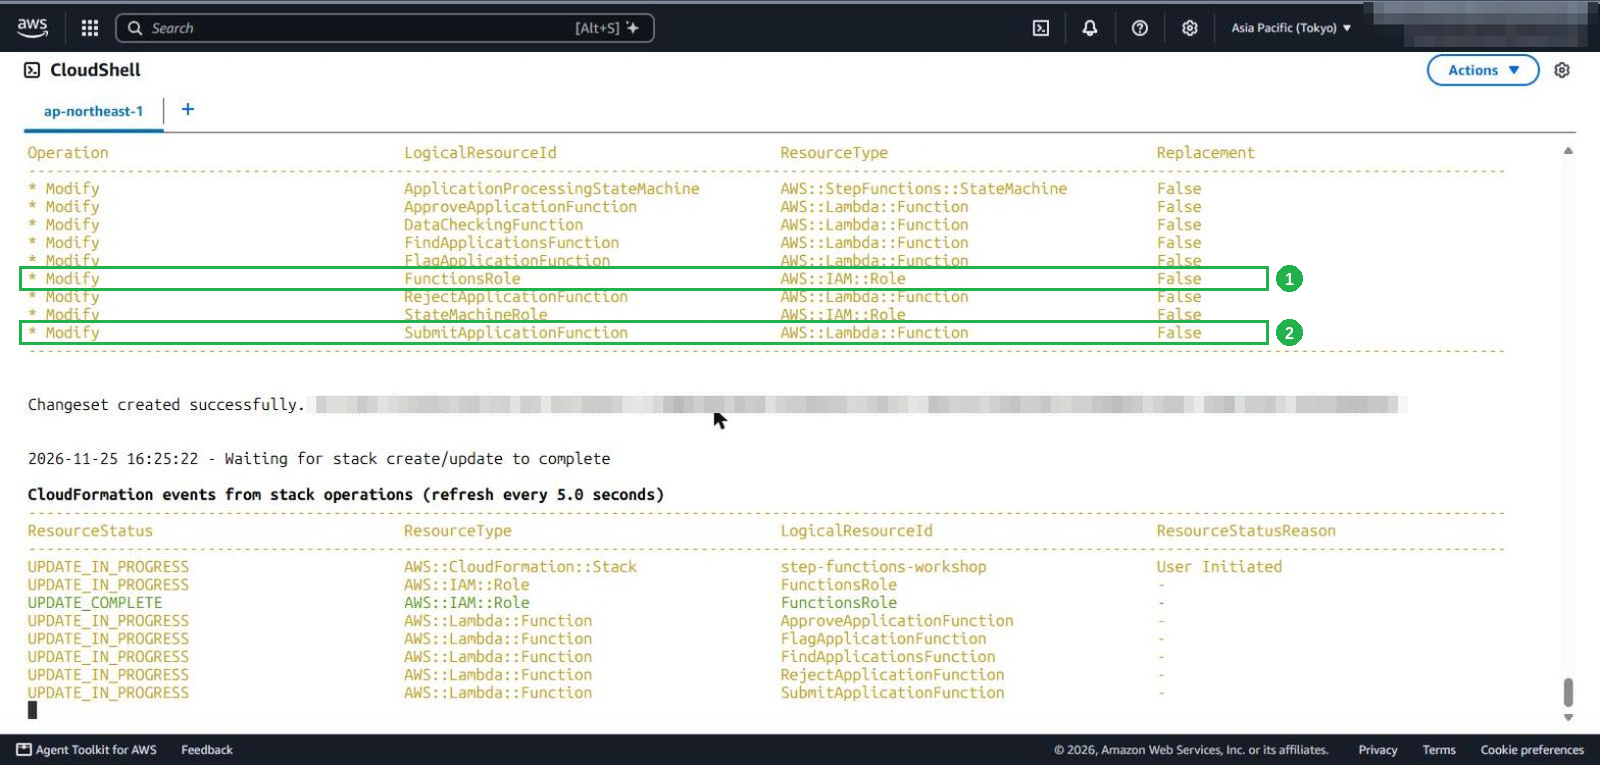 aws Search [Alt+S] Asia Pacific (Tokyo)
CloudShell Actions
ap-northeast-1 +
Operation LogicalResourceId ResourceType Replacement
* Modify ApplicationProcessingStateMachine AWS::StepFunctions::StateMachine False
* Modify ApproveApplicationFunction AWS::Lambda::Function False
* Modify DataCheckingFunction AWS::Lambda::Function False
* Modify FindApplicationsFunction AWS::Lambda::Function False
* Modify FlagApplicationFunction AWS::Lambda::Function False
* Modify FunctionsRole AWS::IAM::Role False 1
* Modify RejectApplicationFunction AWS::Lambda::Function False
* Modify StateMachineRole AWS::IAM::Role False
* Modify SubmitApplicationFunction AWS::Lambda::Function False 2
Changeset created successfully.
2026-11-25 16:25:22 - Waiting for stack create/update to complete
CloudFormation events from stack operations (refresh every 5.0 seconds)
ResourceStatus ResourceType LogicalResourceId ResourceStatusReason
UPDATE_IN_PROGRESS AWS::CloudFormation::Stack step-functions-workshop User Initiated
UPDATE_IN_PROGRESS AWS::IAM::Role FunctionsRole -
UPDATE_COMPLETE AWS::IAM::Role FunctionsRole -
UPDATE_IN_PROGRESS AWS::Lambda::Function ApproveApplicationFunction -
UPDATE_IN_PROGRESS AWS::Lambda::Function FlagApplicationFunction -
UPDATE_IN_PROGRESS AWS::Lambda::Function FindApplicationsFunction -
UPDATE_IN_PROGRESS AWS::Lambda::Function RejectApplicationFunction -
UPDATE_IN_PROGRESS AWS::Lambda::Function SubmitApplicationFunction -
Agent Toolkit for AWS Feedback © 2026, Amazon Web Services, Inc. or its affiliates. Privacy Terms Cookie preferences